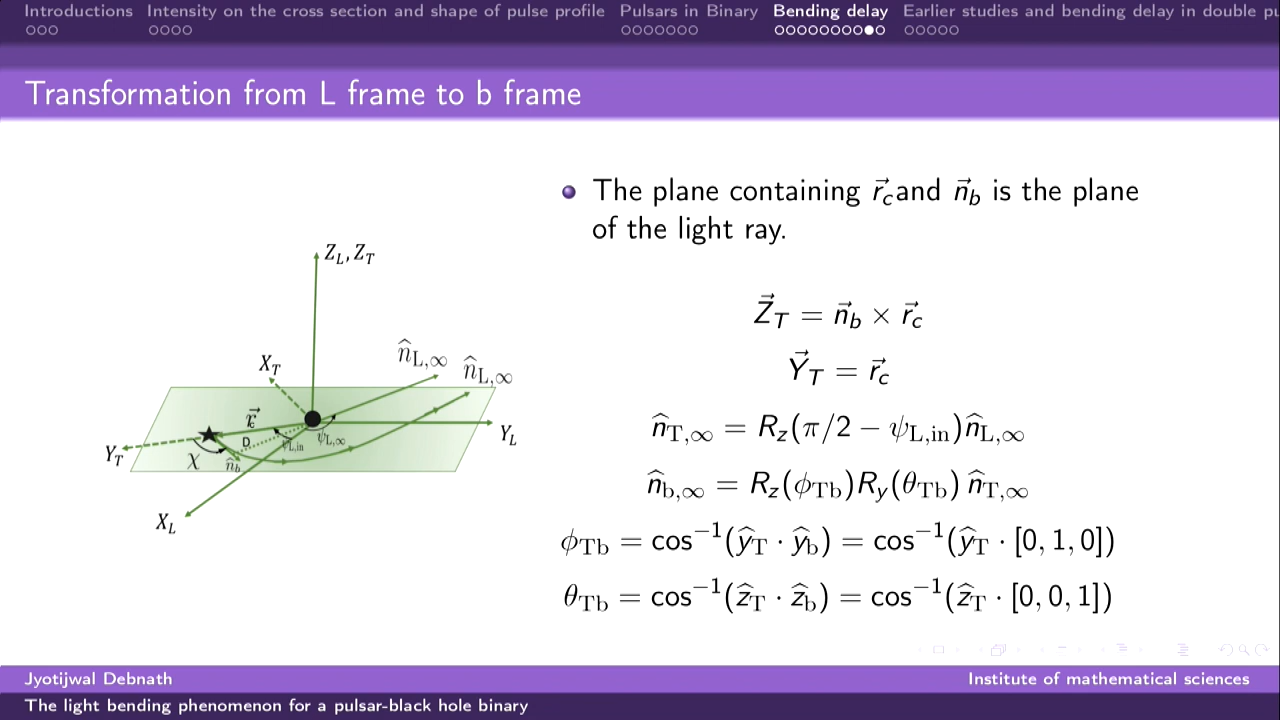 Introductions Intensity on the cross section and shape of pulse profile Pulsars in Binary Bending delay Earlier studies and bending delay in double pu
Transformation from L frame to b frame
The plane containing r⃗_c and n⃗_b is the plane
of the light ray.
Z⃗_T = n⃗_b × r⃗_c
Y⃗_T = r⃗_c
n̂_T,∞ = R_z(π/2 − ψ_L,in)n̂_L,∞
n̂_b,∞ = R_z(ϕ_Tb)R_y(θ_Tb) n̂_T,∞
ϕ_Tb = cos⁻¹(ŷ_T · ŷ_b) = cos⁻¹(ŷ_T · [0, 1, 0])
θ_Tb = cos⁻¹(ẑ_T · ẑ_b) = cos⁻¹(ẑ_T · [0, 0, 1])
Z_L, Z_T
X_T
n̂_L,∞
n̂_L,∞
Y_L
Y_T
D
ψ_L,in
ψ_L,∞
χ
n̂_b
X_L
Jyotijwal Debnath Institute of mathematical sciences
The light bending phenomenon for a pulsar-black hole binary